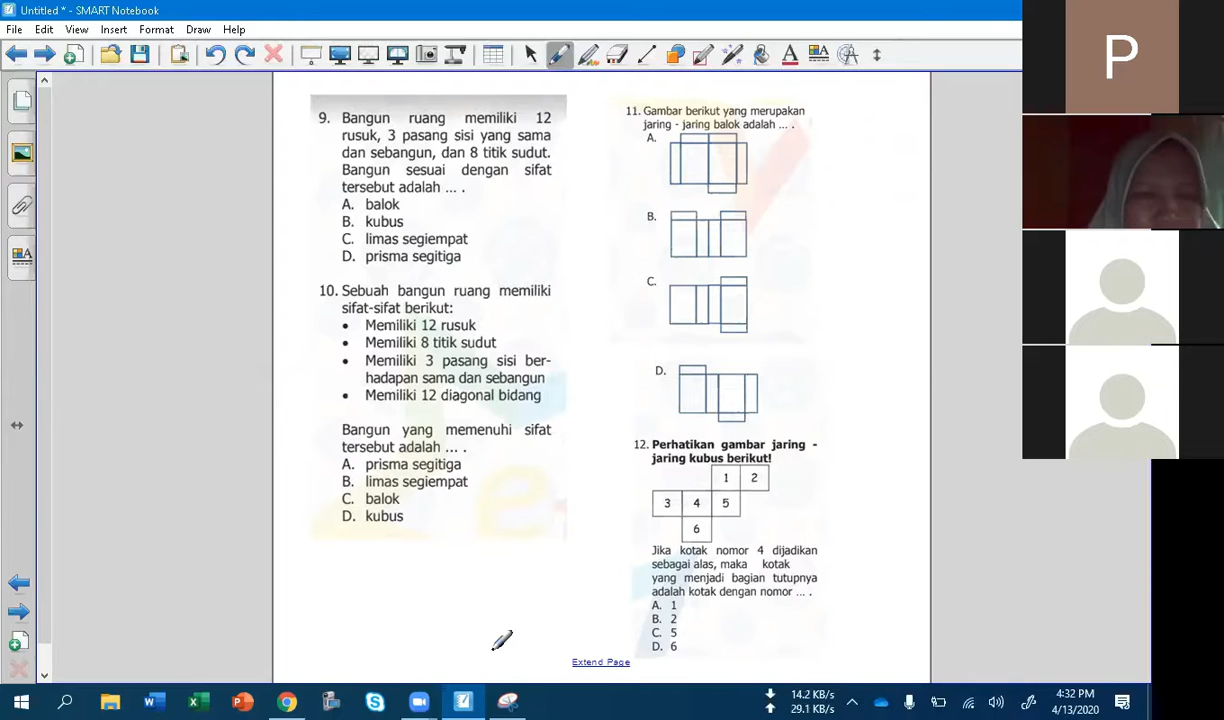 Untitled * - SMART Notebook
File Edit View Insert Format Draw Help
9. Bangun ruang memiliki 12
rusuk, 3 pasang sisi yang sama
dan sebangun, dan 8 titik sudut.
Bangun sesuai dengan sifat
tersebut adalah ... .
A. balok
B. kubus
C. limas segiempat
D. prisma segitiga
10. Sebuah bangun ruang memiliki
sifat-sifat berikut:
• Memiliki 12 rusuk
• Memiliki 8 titik sudut
• Memiliki 3 pasang sisi ber-
hadapan sama dan sebangun
• Memiliki 12 diagonal bidang
Bangun yang memenuhi sifat
tersebut adalah ... .
A. prisma segitiga
B. limas segiempat
C. balok
D. kubus
11. Gambar berikut yang merupakan
jaring - jaring balok adalah ... .
A.
B.
C.
D.
12. Perhatikan gambar jaring -
jaring kubus berikut!
1 2
3 4 5
6
Jika kotak nomor 4 dijadikan
sebagai alas, maka kotak
yang menjadi bagian tutupnya
adalah kotak dengan nomor ... .
A. 1
B. 2
C. 5
D. 6
Extend Page
P
14.2 KB/s
29.1 KB/s
4:32 PM
4/13/2020